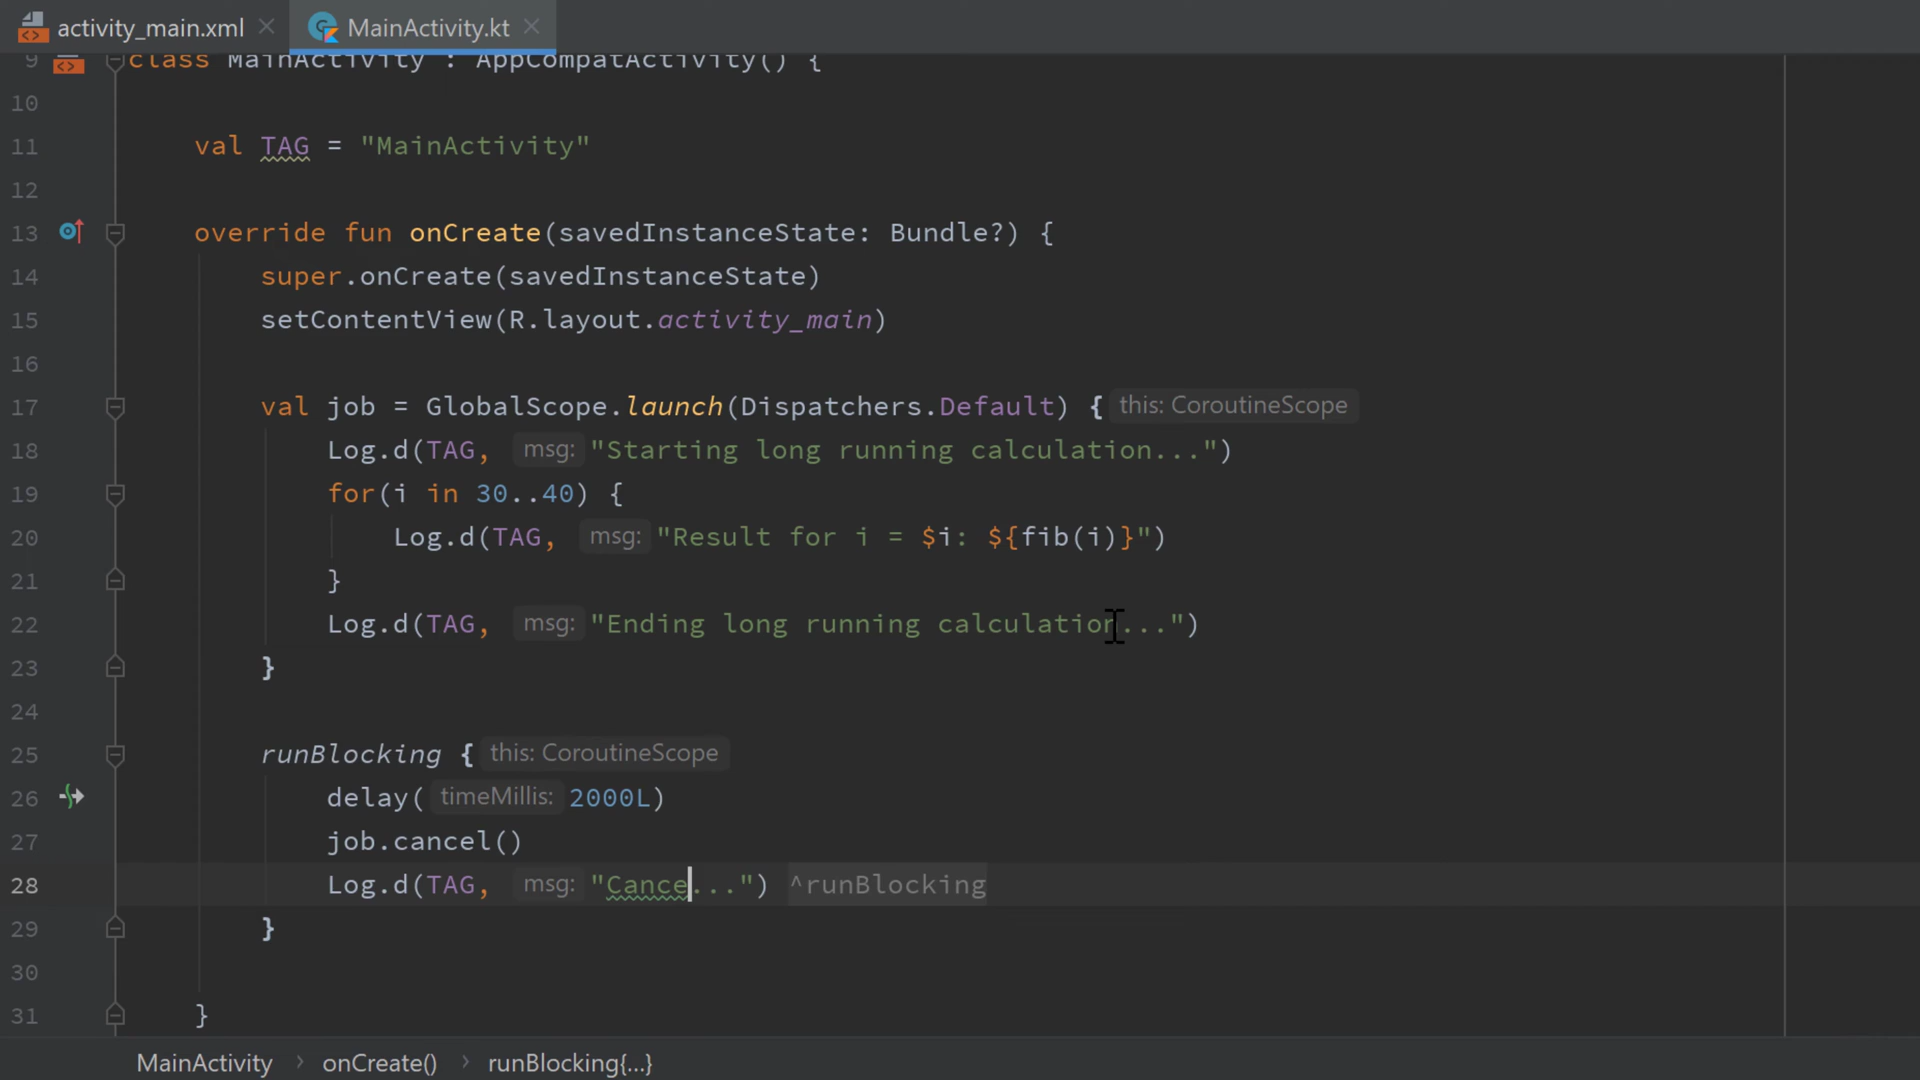 activity_main.xml MainActivity.kt
9 class MainActivity : AppCompatActivity() {
10
11 val TAG = "MainActivity"
12
13 override fun onCreate(savedInstanceState: Bundle?) {
14 super.onCreate(savedInstanceState)
15 setContentView(R.layout.activity_main)
16
17 val job = GlobalScope.launch(Dispatchers.Default) { this: CoroutineScope
18 Log.d(TAG, msg: "Starting long running calculation...")
19 for(i in 30..40) {
20 Log.d(TAG, msg: "Result for i = $i: ${fib(i)}")
21 }
22 Log.d(TAG, msg: "Ending long running calculation...")
23 }
24
25 runBlocking { this: CoroutineScope
26 delay( timeMillis: 2000L)
27 job.cancel()
28 Log.d(TAG, msg: "Cance...") ^runBlocking
29 }
30
31 }
MainActivity › onCreate() › runBlocking{...}